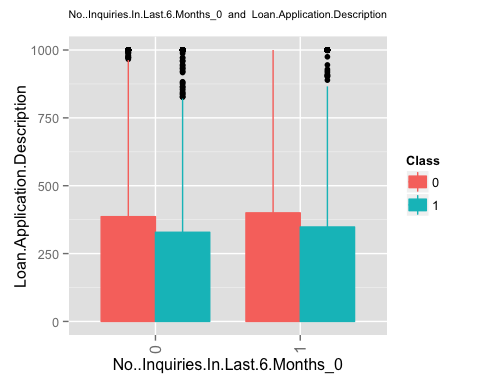 No..Inquiries.In.Last.6.Months_0 and Loan.Application.Description
Loan.Application.Description
1000
750
500
250
0
0
1
No..Inquiries.In.Last.6.Months_0
Class
0
1